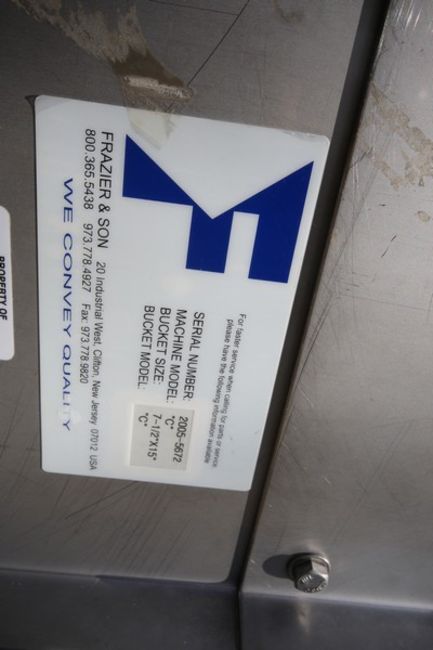 For faster service when calling for parts or service
please have the following information available
SERIAL NUMBER: 2005-5672
MACHINE MODEL: "C"
BUCKET SIZE: 7-1/2"X15"
BUCKET MODEL: "C"
FRAZIER & SON 20 Industrial West, Clifton, New Jersey 07012 USA
800.365.5438 973.778.4927 Fax: 973.778.9820
WE CONVEY QUALITY
PROPERTY OF